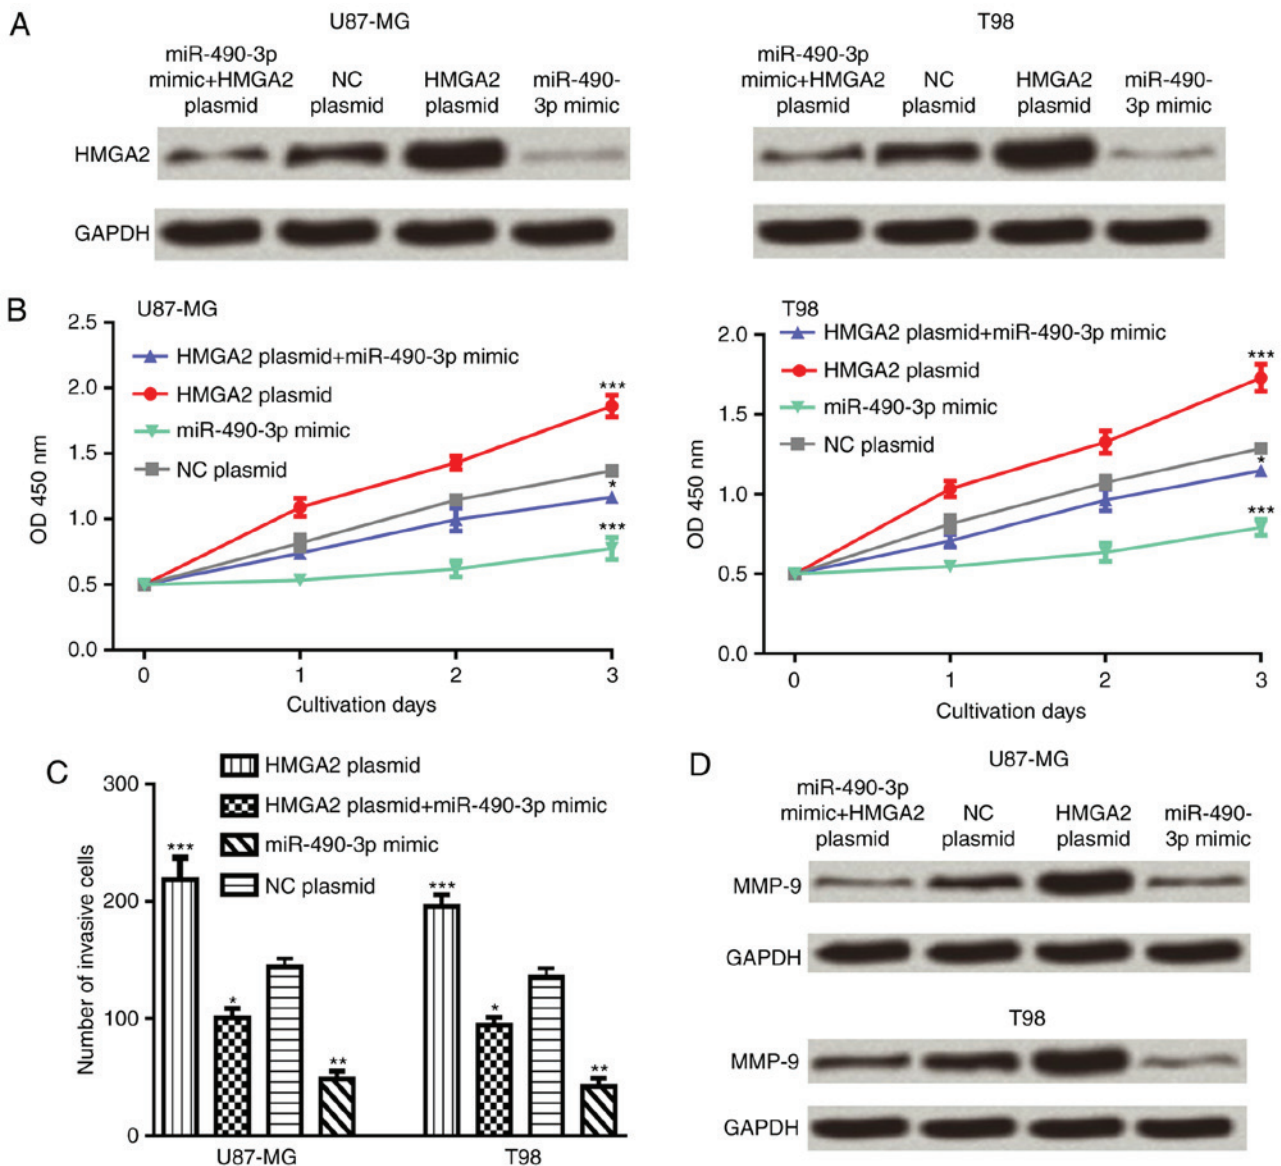 A
U87-MG
miR-490-3p
mimic+HMGA2
plasmid
NC
plasmid
HMGA2
plasmid
miR-490-
3p mimic
HMGA2
GAPDH
T98
miR-490-3p
mimic+HMGA2
plasmid
NC
plasmid
HMGA2
plasmid
miR-490-
3p mimic
B
U87-MG
HMGA2 plasmid+miR-490-3p mimic
HMGA2 plasmid
miR-490-3p mimic
NC plasmid
OD 450 nm
2.5
2.0
1.5
1.0
0.5
0.0
***
*
***
0 1 2 3
Cultivation days
T98
HMGA2 plasmid+miR-490-3p mimic
HMGA2 plasmid
miR-490-3p mimic
NC plasmid
OD 450 nm
2.0
1.5
1.0
0.5
0.0
***
*
***
0 1 2 3
Cultivation days
C
HMGA2 plasmid
HMGA2 plasmid+miR-490-3p mimic
miR-490-3p mimic
NC plasmid
Number of invasive cells
300
200
100
0
***
*
**
***
*
**
U87-MG T98
D
U87-MG
miR-490-3p
mimic+HMGA2
plasmid
NC
plasmid
HMGA2
plasmid
miR-490-
3p mimic
MMP-9
GAPDH
T98
MMP-9
GAPDH